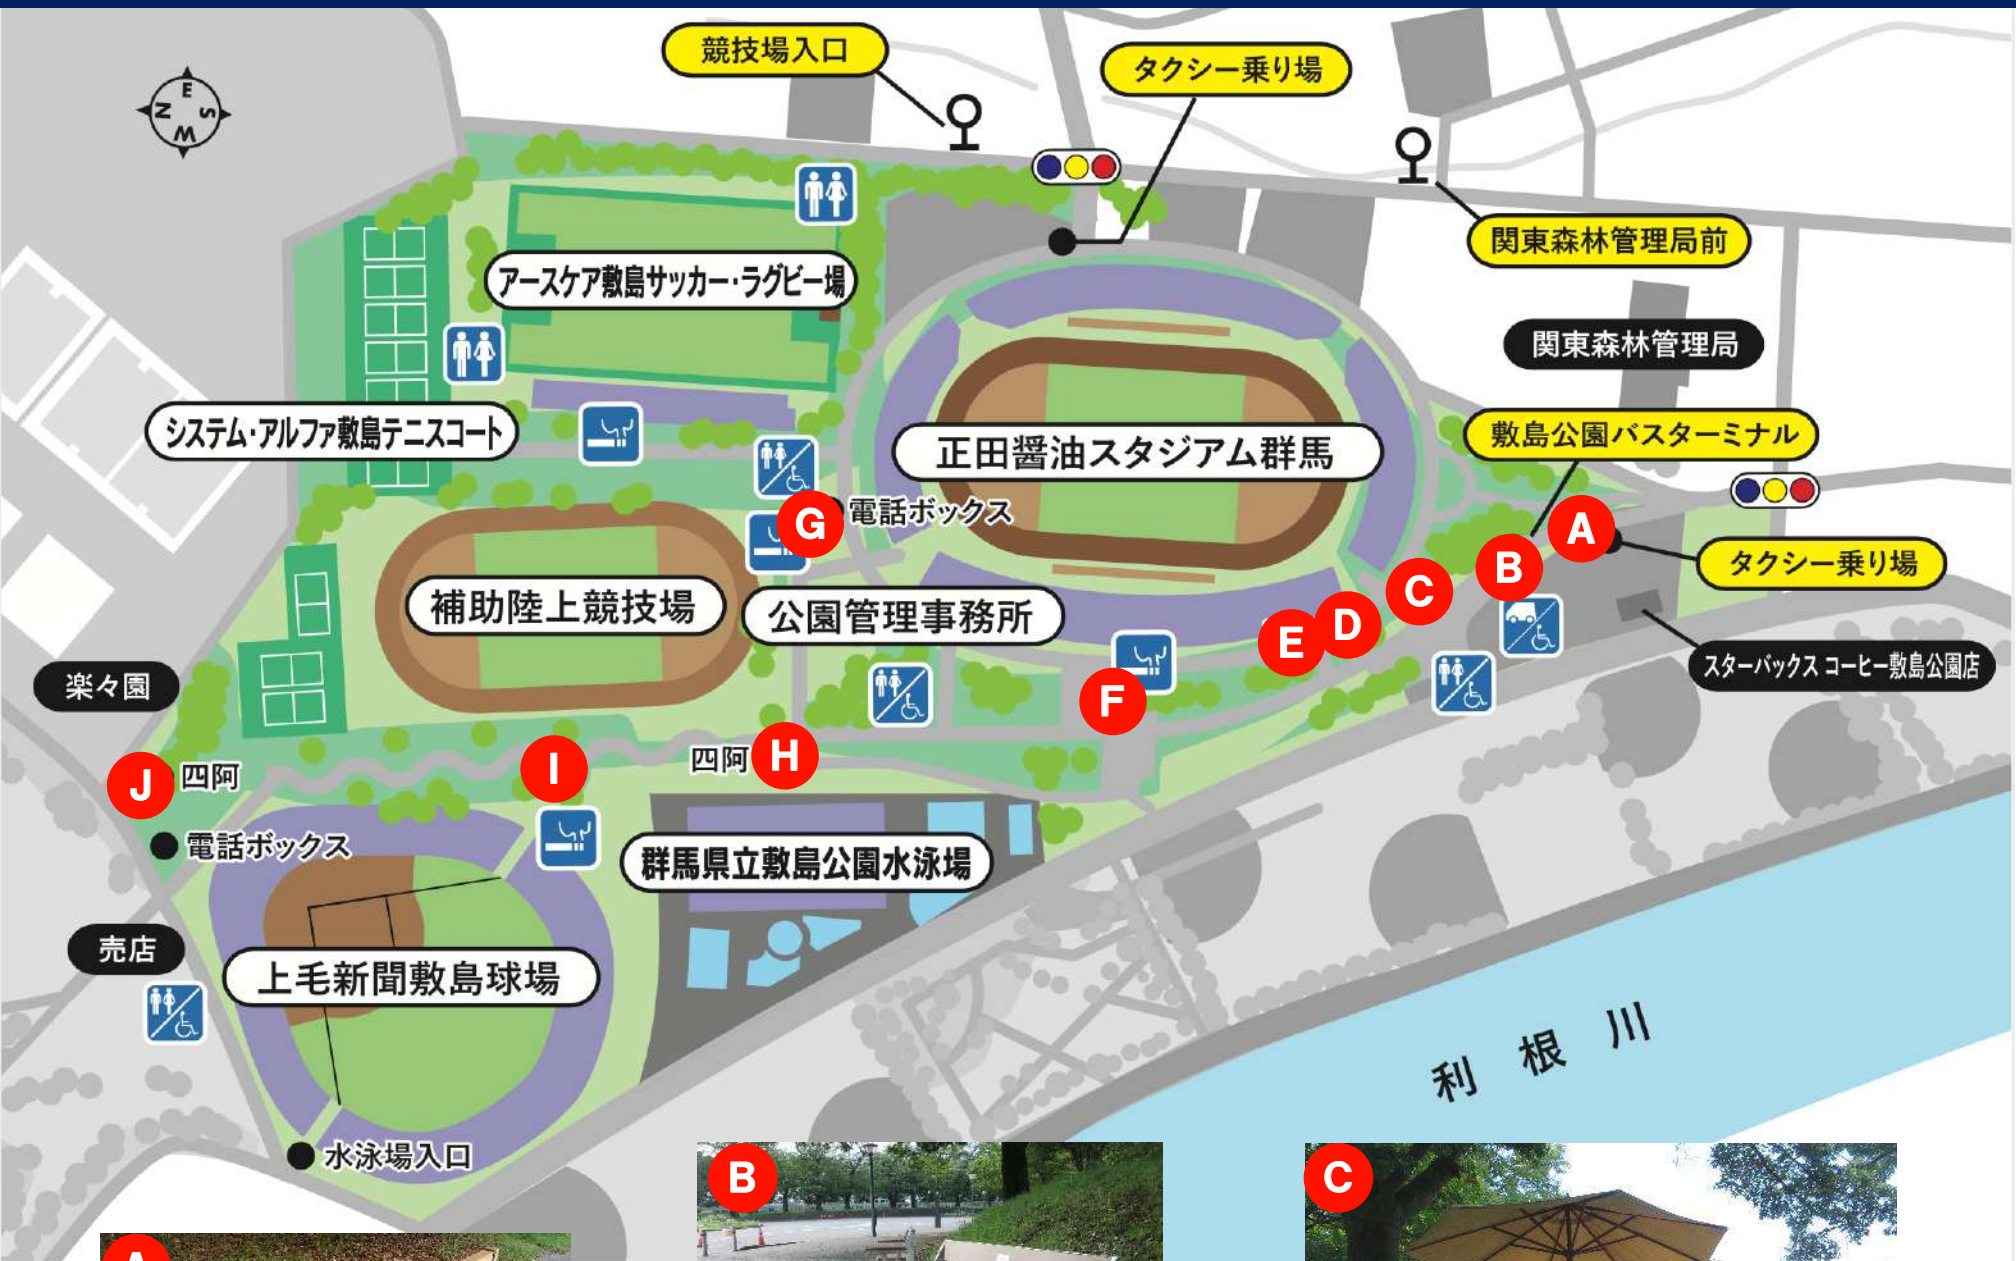 競技場入口
タクシー乗り場
E
N
S
W
関東森林管理局前
アースケア敷島サッカー・ラグビー場
関東森林管理局
システム・アルファ敷島テニスコート
正田醤油スタジアム群馬
敷島公園バスターミナル
G
電話ボックス
A
B
タクシー乗り場
補助陸上競技場
公園管理事務所
C
D
E
スターバックス コーヒー敷島公園店
楽々園
F
J
四阿
I
四阿
H
電話ボックス
群馬県立敷島公園水泳場
売店
上毛新聞敷島球場
利根川
水泳場入口
A
B
C